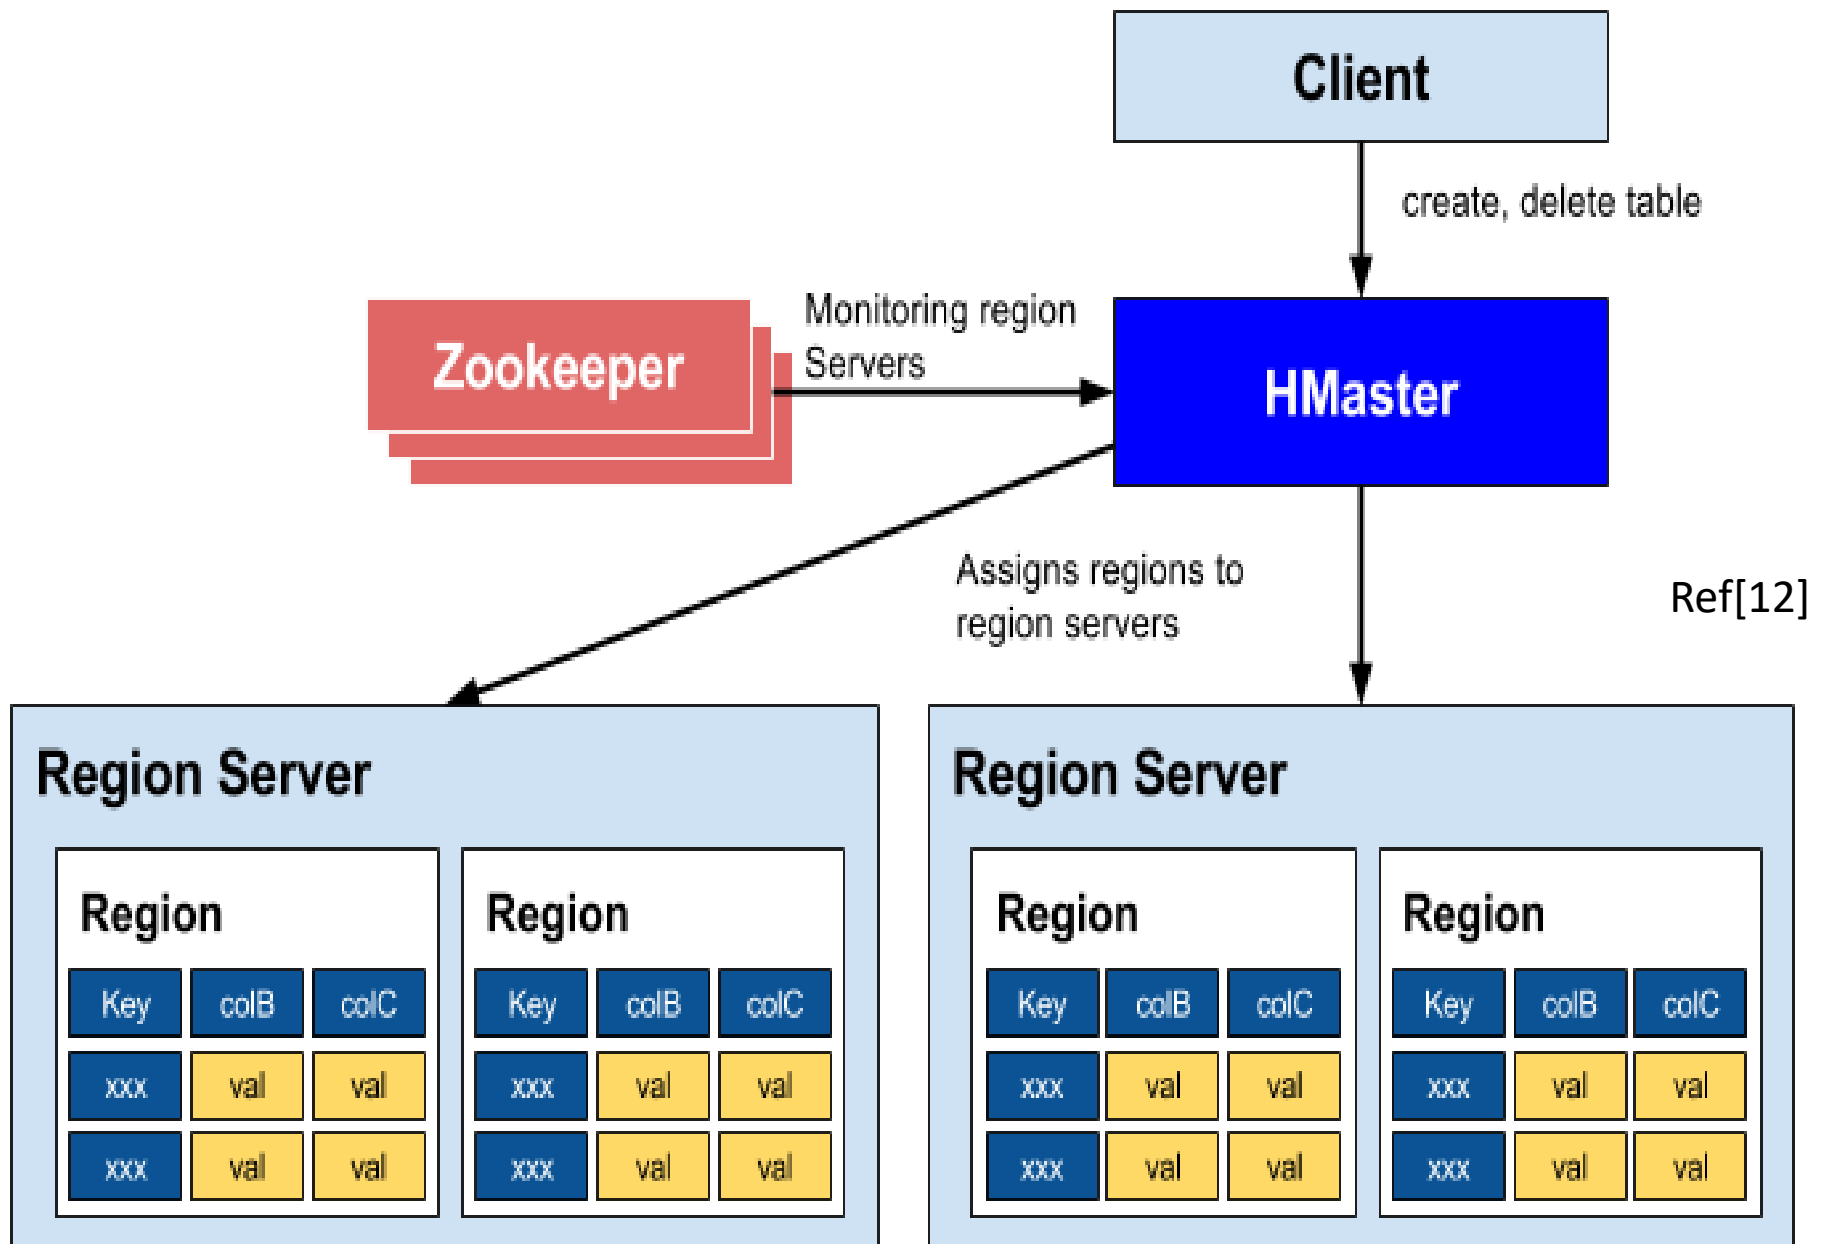 Client
create, delete table
Monitoring region
Servers
Zookeeper
HMaster
Assigns regions to
region servers
Ref[12]
Region Server
Region
Key colB colC
xxx val val
xxx val val
Region
Key colB colC
xxx val val
xxx val val
Region Server
Region
Key colB colC
xxx val val
xxx val val
Region
Key colB colC
xxx val val
xxx val val